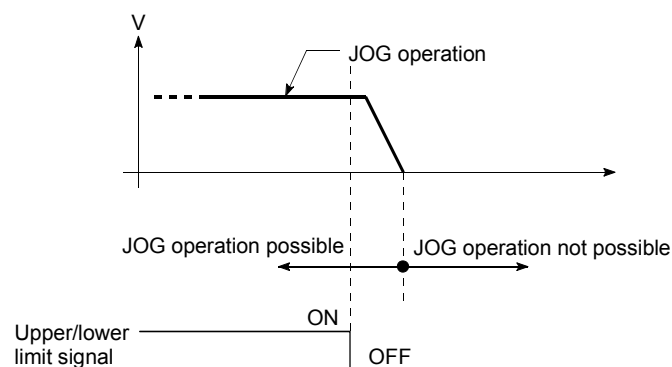 V
JOG operation
JOG operation possible
JOG operation not possible
ON
Upper/lower
limit signal
OFF